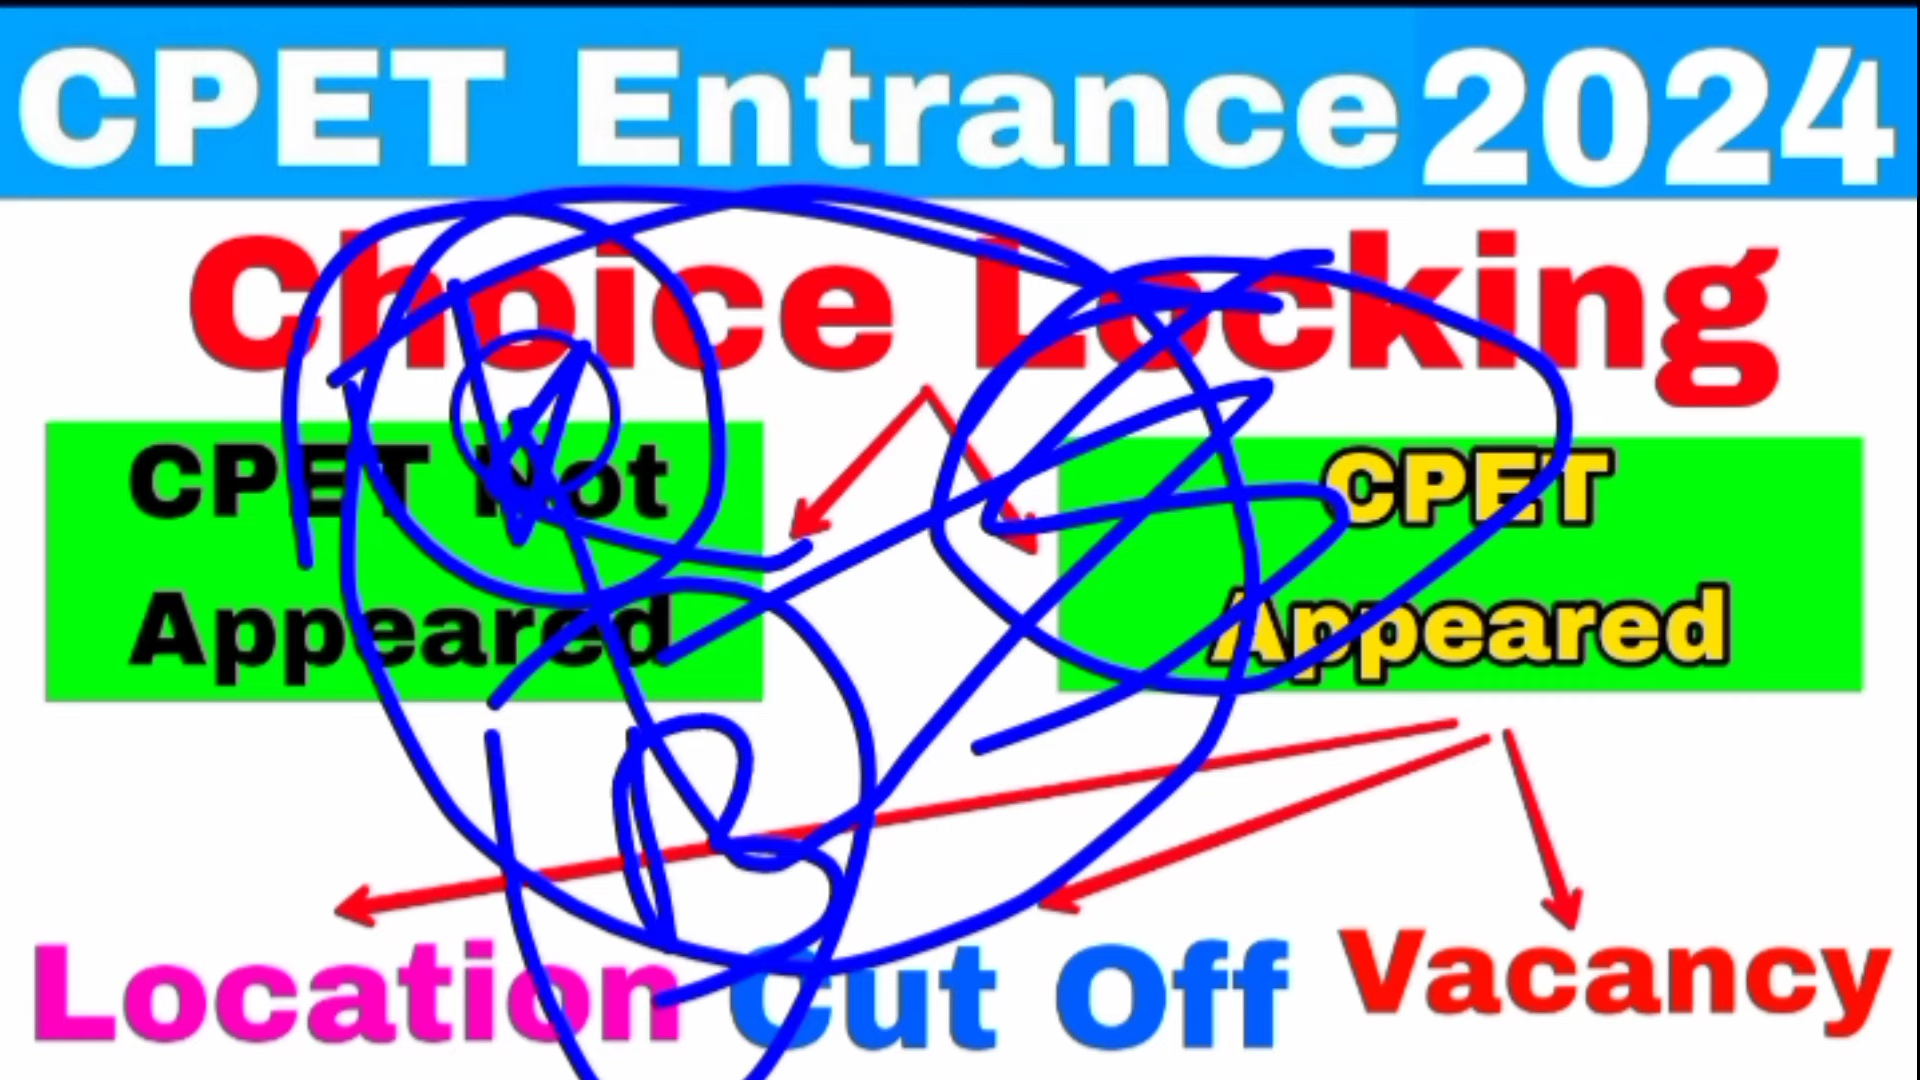 CPET Entrance 2024
Choice Locking
CPET Not
Appeared
CPET
Appeared
B
Location Cut Off Vacancy